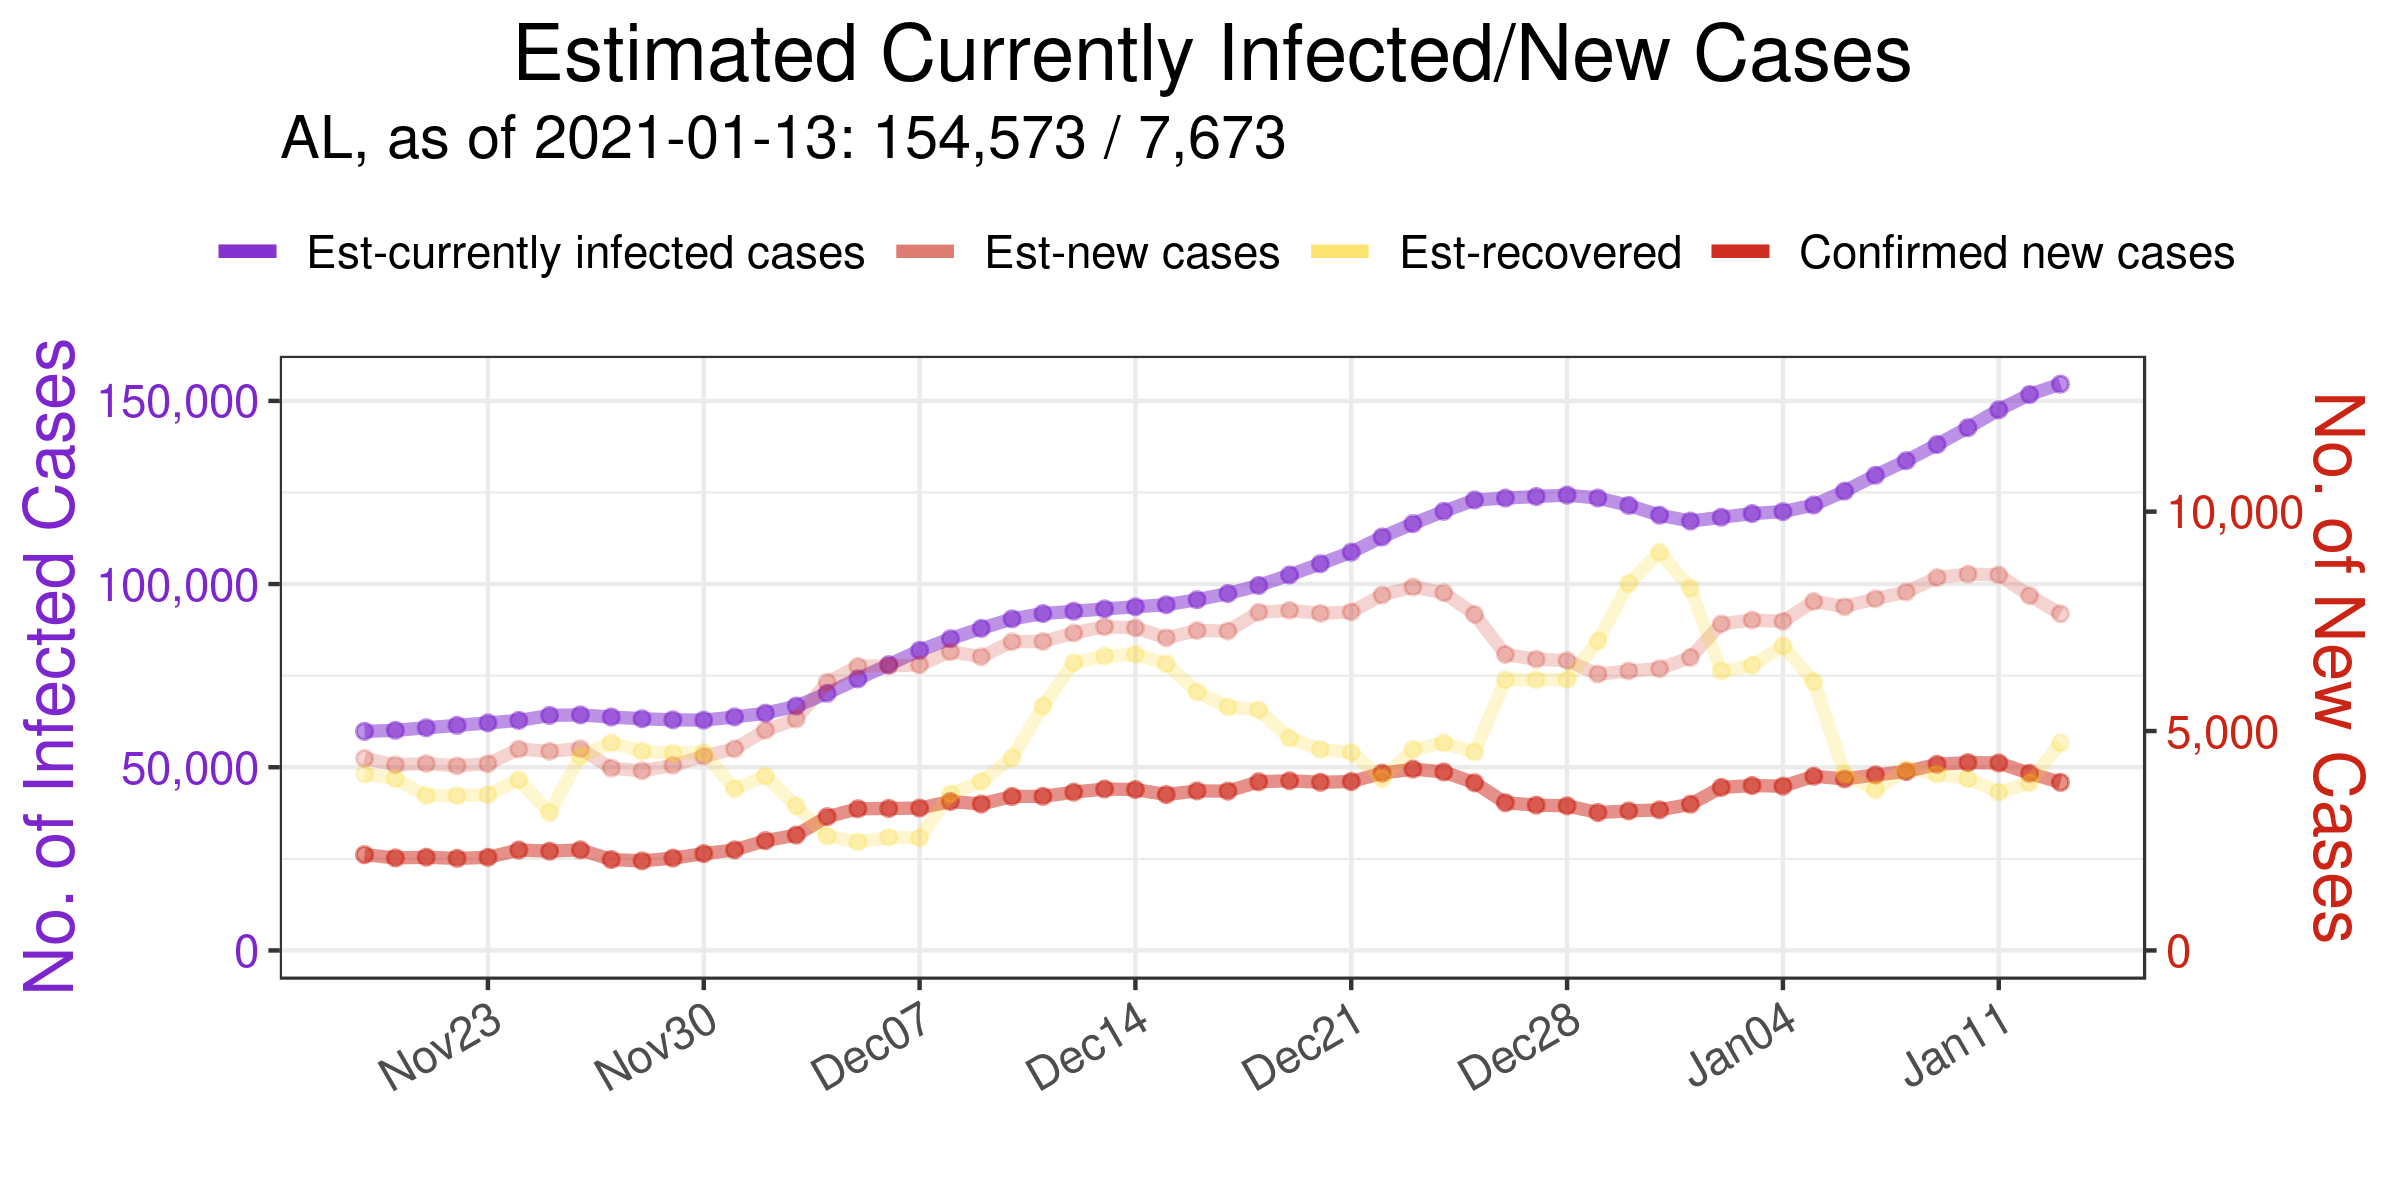 Estimated Currently Infected/New Cases
AL, as of 2021-01-13: 154,573 / 7,673
Est-currently infected cases Est-new cases Est-recovered Confirmed new cases
No. of Infected Cases
150,000
100,000
50,000
0
No. of New Cases
10,000
5,000
0
Nov23 Nov30 Dec07 Dec14 Dec21 Dec28 Jan04 Jan11